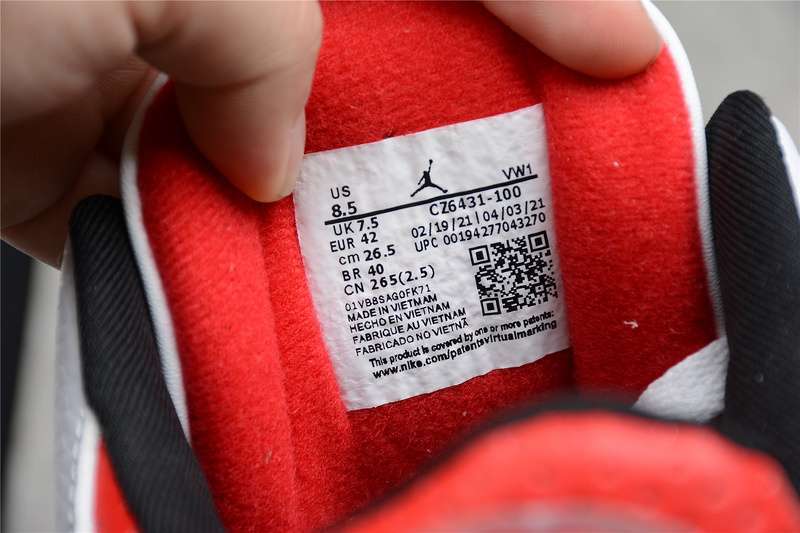 US
VW1
8.5
CZ6431-100
UK 7.5
02/19/21 | 04/03/21
EUR 42
UPC 00194277043270
cm 26.5
BR 40
CN 265(2.5)
01VB8SAG0FK71
MADE IN VIETNAM
HECHO EN VIETNAM
FABRIQUE AU VIETNAM
FABRICADO NO VIETNÃ
This product is covered by one or more patents:
www.nike.com/patentsvirtualmarking